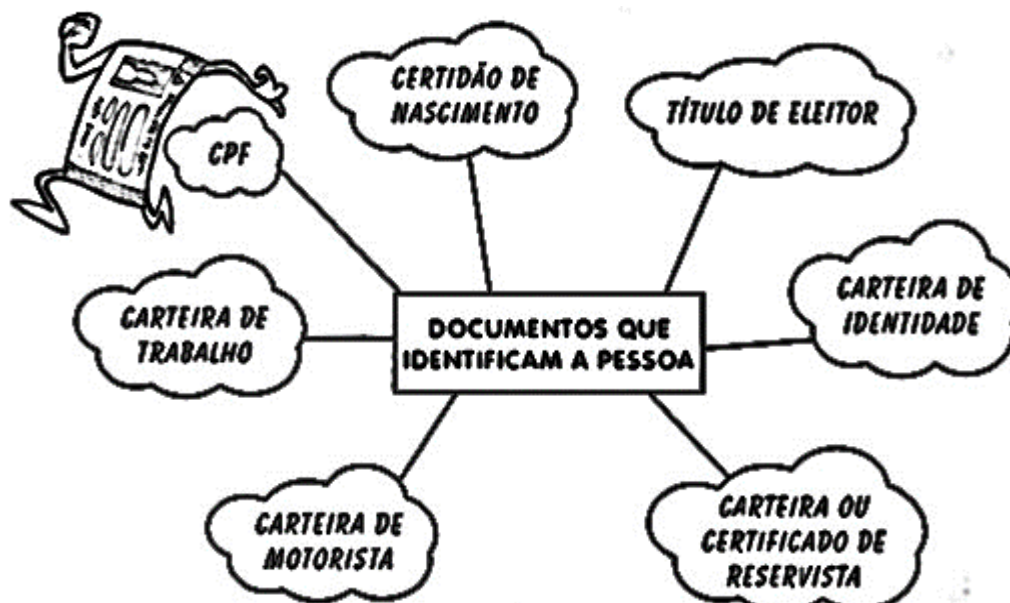 CPF
CERTIDÃO DE
NASCIMENTO
TÍTULO DE ELEITOR
CARTEIRA DE
TRABALHO
DOCUMENTOS QUE
IDENTIFICAM A PESSOA
CARTEIRA DE
IDENTIDADE
CARTEIRA DE
MOTORISTA
CARTEIRA OU
CERTIFICADO DE
RESERVISTA